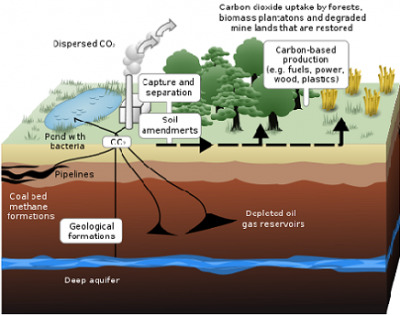 Carbon dioxide uptake by forests,
biomass plantations and degraded
mine lands that are restored
Dispersed CO₂
Carbon-based
production
(e.g. fuels, power,
wood, plastics)
Capture and
separation
Soil
amendments
Pond with
bacteria
CO₂
Pipelines
Coal bed
methane
formations
Geological
formations
Depleted oil
gas reservoirs
Deep aquifer